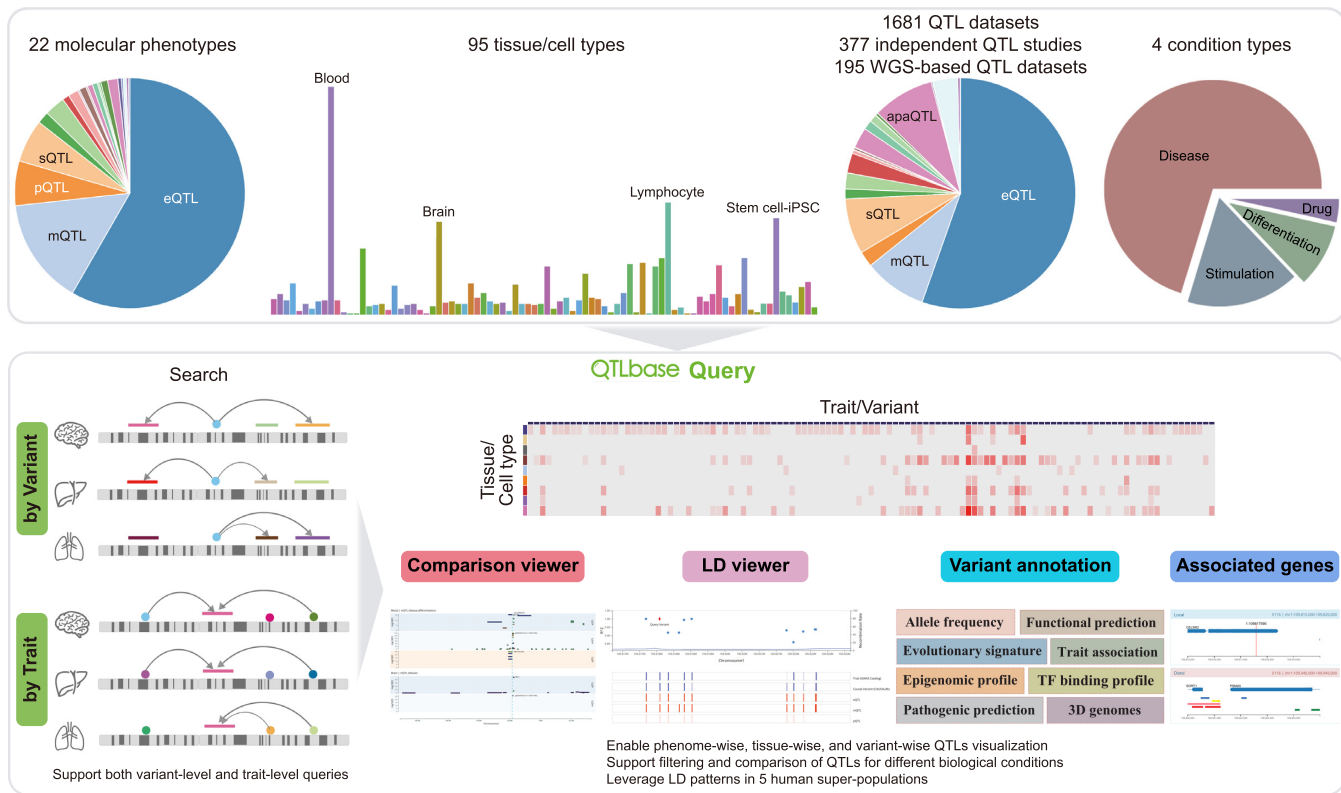 22 molecular phenotypes
95 tissue/cell types
1681 QTL datasets
377 independent QTL studies
195 WGS-based QTL datasets
4 condition types
sQTL
pQTL
mQTL
eQTL
Blood
Brain
Lymphocyte
Stem cell-iPSC
apaQTL
sQTL
mQTL
eQTL
Disease
Drug
Differentiation
Stimulation
QTLbase Query
Search
by Variant
by Trait
Support both variant-level and trait-level queries
Trait/Variant
Tissue/
Cell type
Comparison viewer
LD viewer
Variant annotation
Associated genes
Query Variant
Allele frequency
Functional prediction
Evolutionary signature
Trait association
Epigenomic profile
TF binding profile
Pathogenic prediction
3D genomes
Enable phenome-wise, tissue-wise, and variant-wise QTLs visualization
Support filtering and comparison of QTLs for different biological conditions
Leverage LD patterns in 5 human super-populations